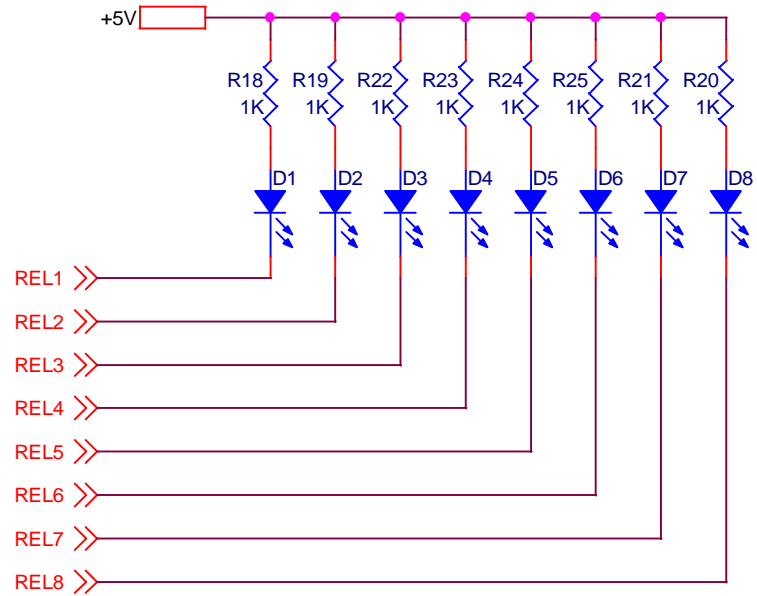 +5V
R18 R19 R22 R23 R24 R25 R21 R20
1K 1K 1K 1K 1K 1K 1K 1K
D1 D2 D3 D4 D5 D6 D7 D8
REL1
REL2
REL3
REL4
REL5
REL6
REL7
REL8